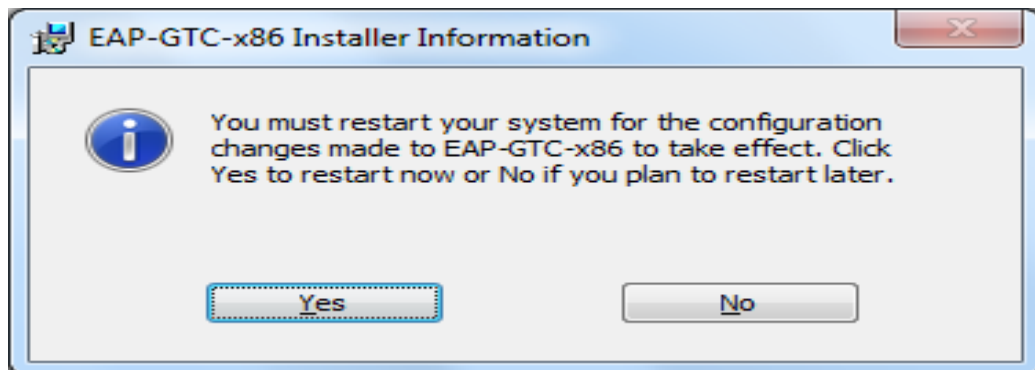 EAP-GTC-x86 Installer Information
You must restart your system for the configuration
changes made to EAP-GTC-x86 to take effect. Click
Yes to restart now or No if you plan to restart later.
Yes
No